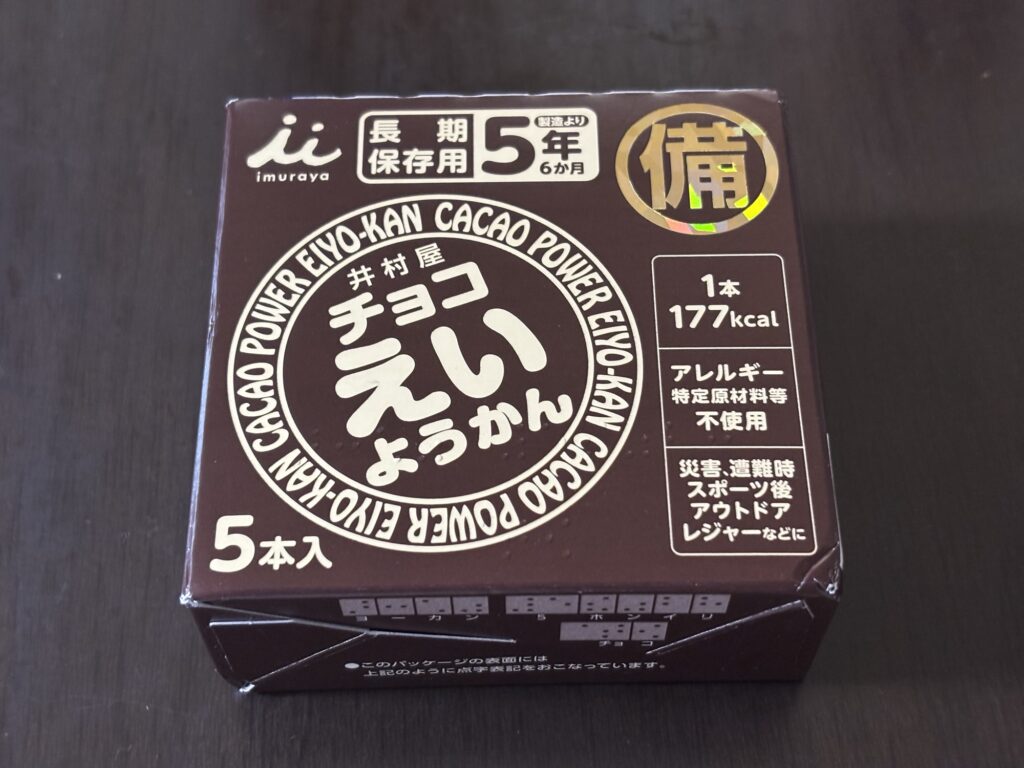 imuraya
長期
保存用
5年
製造より
6か月
備
CACAO POWER EIYO-KAN CACAO POWER EIYO-KAN CACAO POWER EIYO-KAN CACAO POWER EIYO-KAN
井村屋
チョコ
えい
ようかん
1本
177kcal
アレルギー
特定原材料等
不使用
災害、遭難時
スポーツ後
アウトドア
レジャーなどに
5本入
ヨーカン 5ホンイリ
チョコ
●このパッケージの表面には
上記のように点字表記をおこなっています。